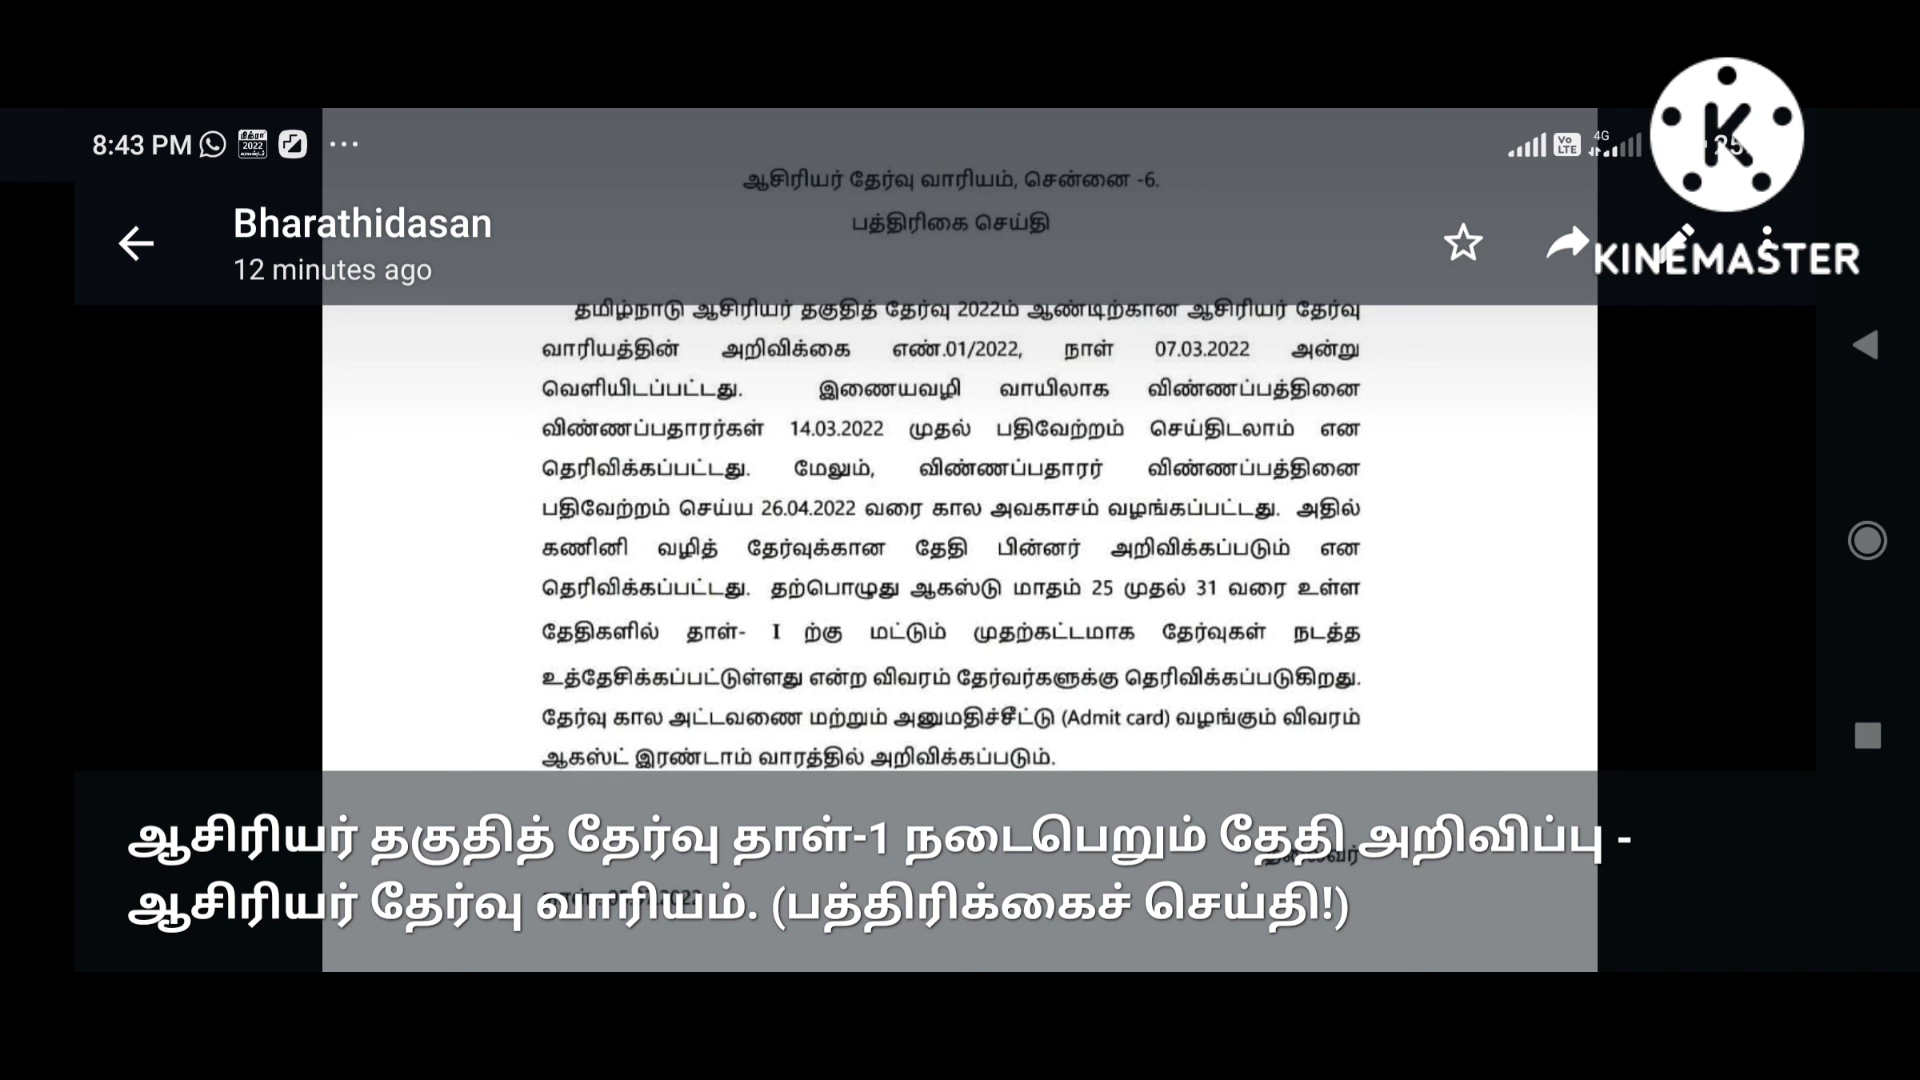 8:43 PM
4G
Vo LTE
2022
ஆசிரியர் தேர்வு வாரியம், சென்னை -6.
பத்திரிகை செய்தி
Bharathidasan
12 minutes ago
KINEMASTER
தமிழ்நாடு ஆசிரியர் தகுதித் தேர்வு 2022ம் ஆண்டிற்கான ஆசிரியர் தேர்வு
வாரியத்தின் அறிவிக்கை எண்.01/2022, நாள் 07.03.2022 அன்று
வெளியிடப்பட்டது. இணையவழி வாயிலாக விண்ணப்பத்தினை
விண்ணப்பதாரர்கள் 14.03.2022 முதல் பதிவேற்றம் செய்திடலாம் என
தெரிவிக்கப்பட்டது. மேலும், விண்ணப்பதாரர் விண்ணப்பத்தினை
பதிவேற்றம் செய்ய 26.04.2022 வரை கால அவகாசம் வழங்கப்பட்டது. அதில்
கணினி வழித் தேர்வுக்கான தேதி பின்னர் அறிவிக்கப்படும் என
தெரிவிக்கப்பட்டது. தற்பொழுது ஆகஸ்டு மாதம் 25 முதல் 31 வரை உள்ள
தேதிகளில் தாள்- I ற்கு மட்டும் முதற்கட்டமாக தேர்வுகள் நடத்த
உத்தேசிக்கப்பட்டுள்ளது என்ற விவரம் தேர்வர்களுக்கு தெரிவிக்கப்படுகிறது.
தேர்வு கால அட்டவணை மற்றும் அனுமதிச்சீட்டு (Admit card) வழங்கும் விவரம்
ஆகஸ்ட் இரண்டாம் வாரத்தில் அறிவிக்கப்படும்.
ஆசிரியர் தகுதித் தேர்வு தாள்-1 நடைபெறும் தேதி அறிவிப்பு -
ஆசிரியர் தேர்வு வாரியம். (பத்திரிக்கைச் செய்தி!)